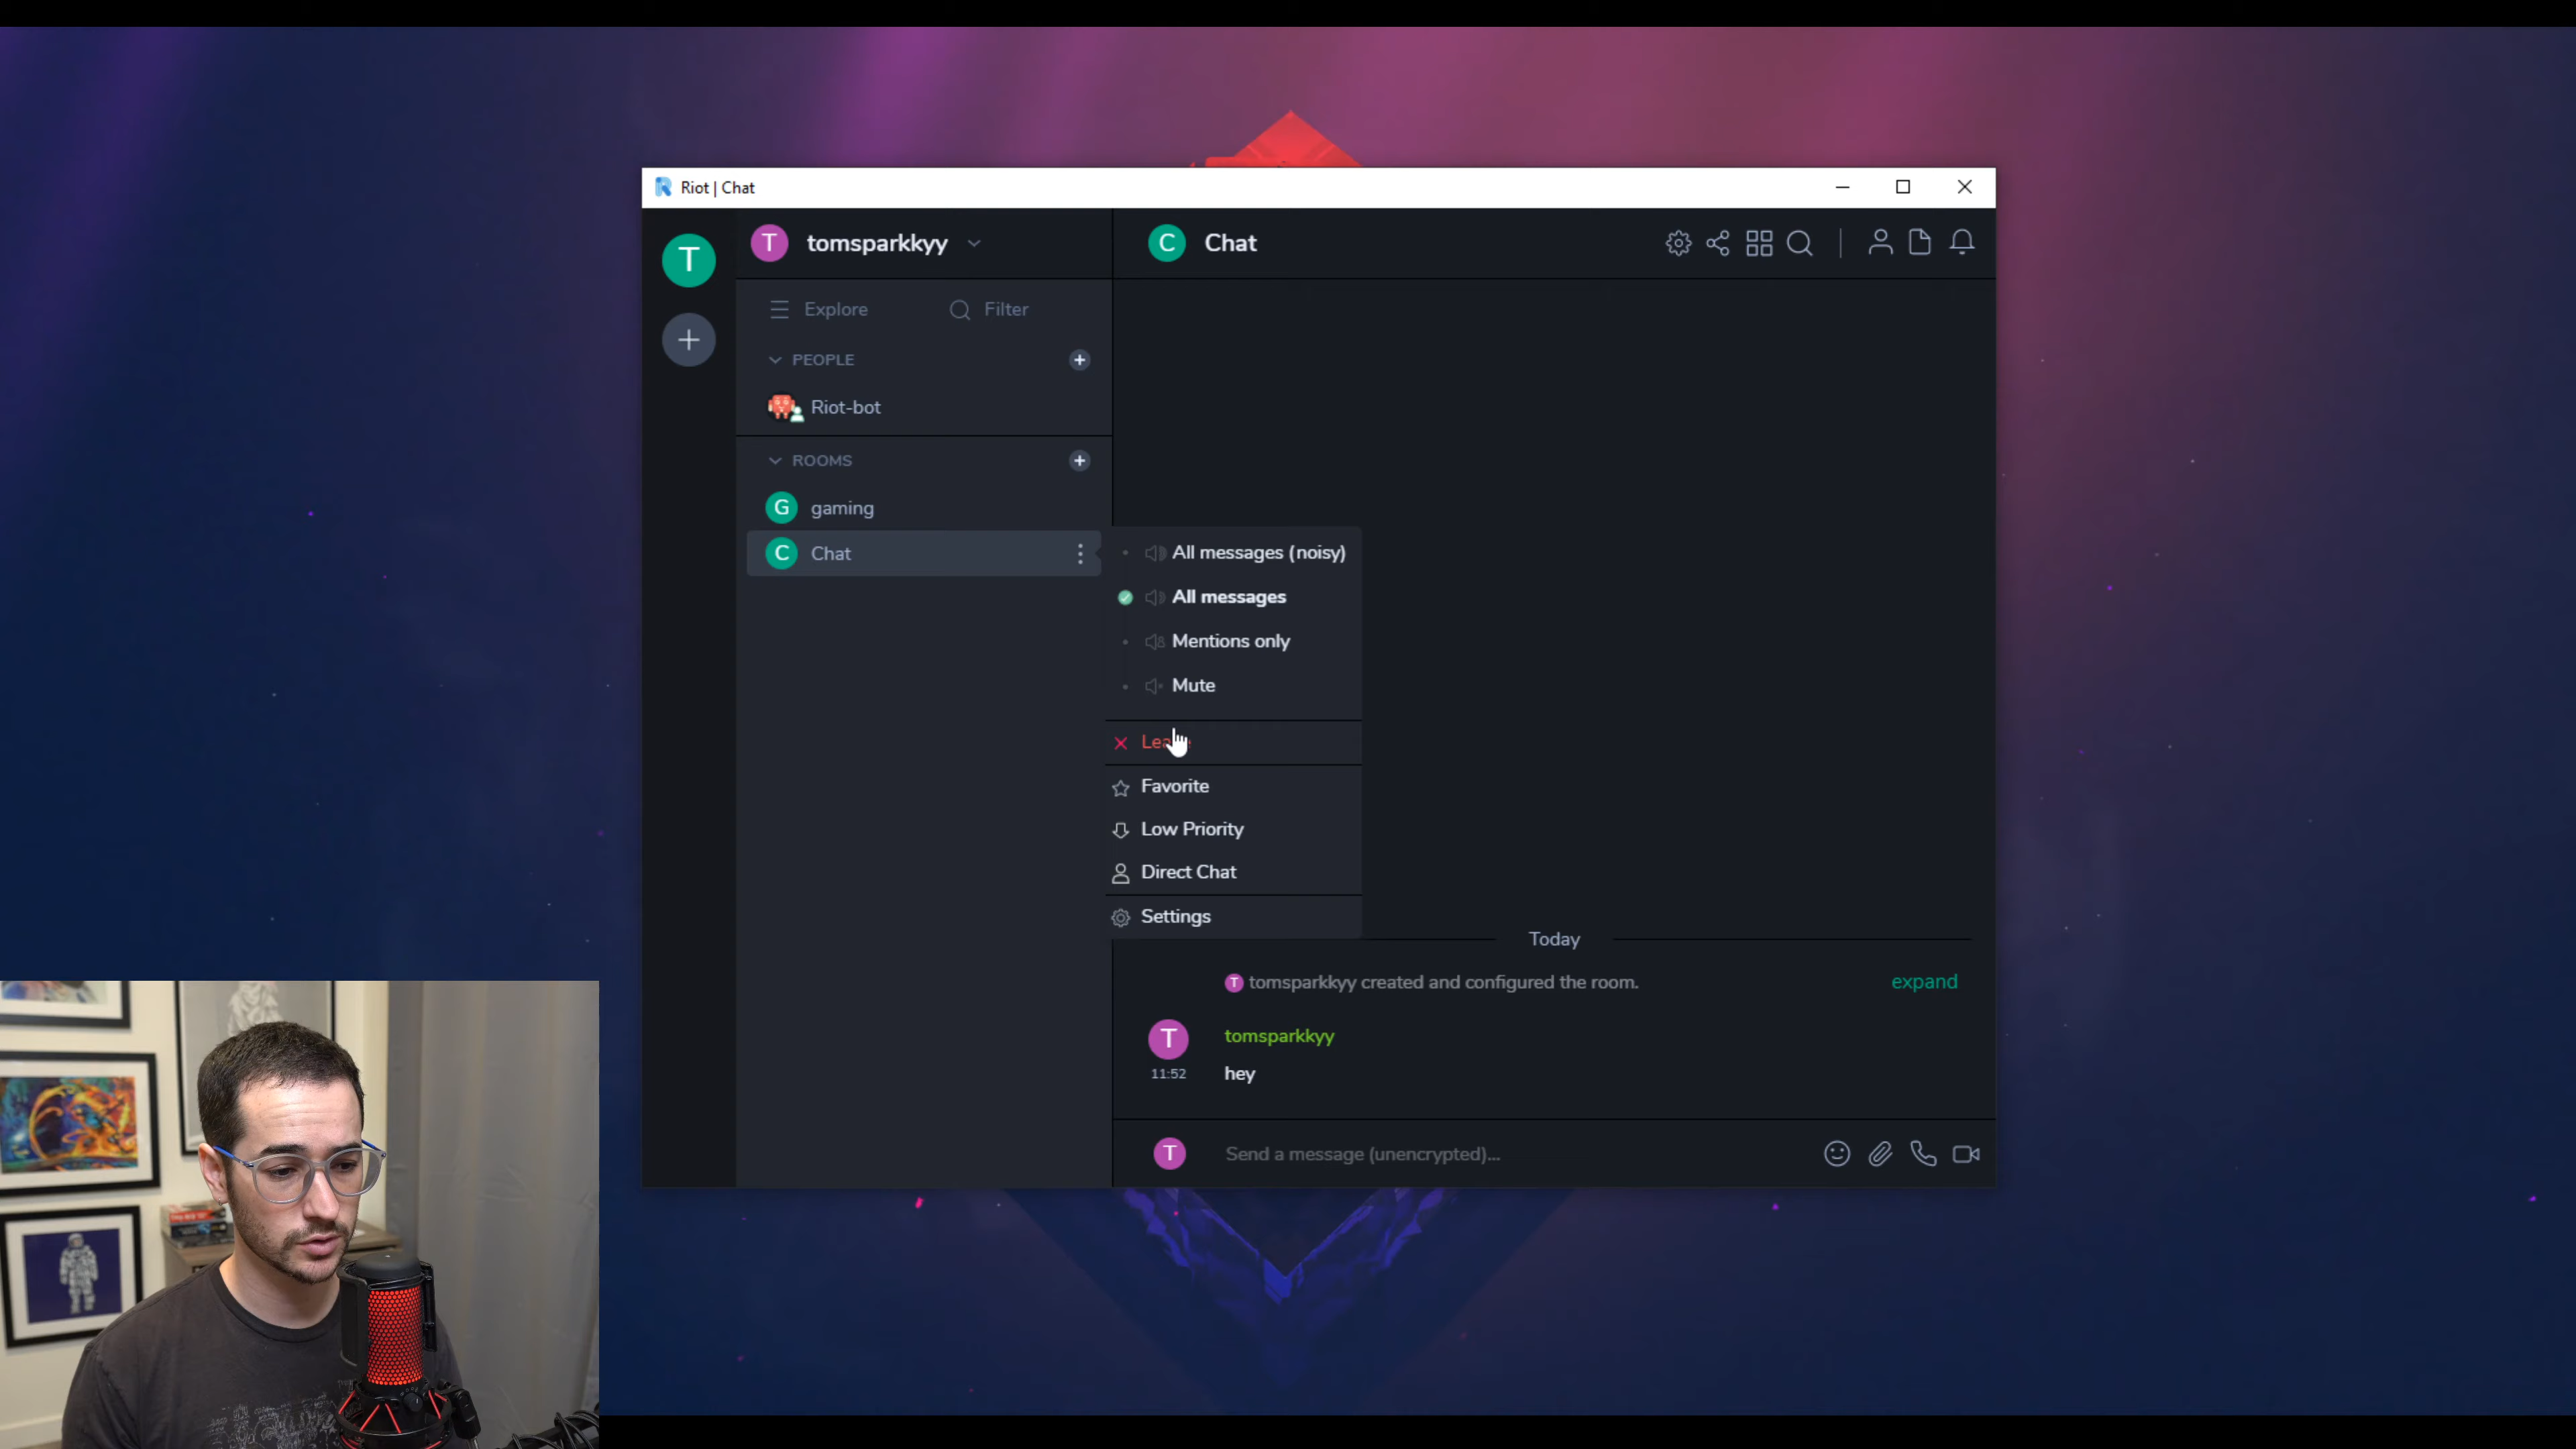 Riot | Chat
T
T tomsparkkyy
C Chat
Explore
Filter
PEOPLE
Riot-bot
ROOMS
G gaming
C Chat
All messages (noisy)
All messages
Mentions only
Mute
Favorite
Low Priority
Direct Chat
Settings
Today
T tomsparkkyy created and configured the room.
expand
T
tomsparkkyy
11:52
hey
T
Send a message (unencrypted)...